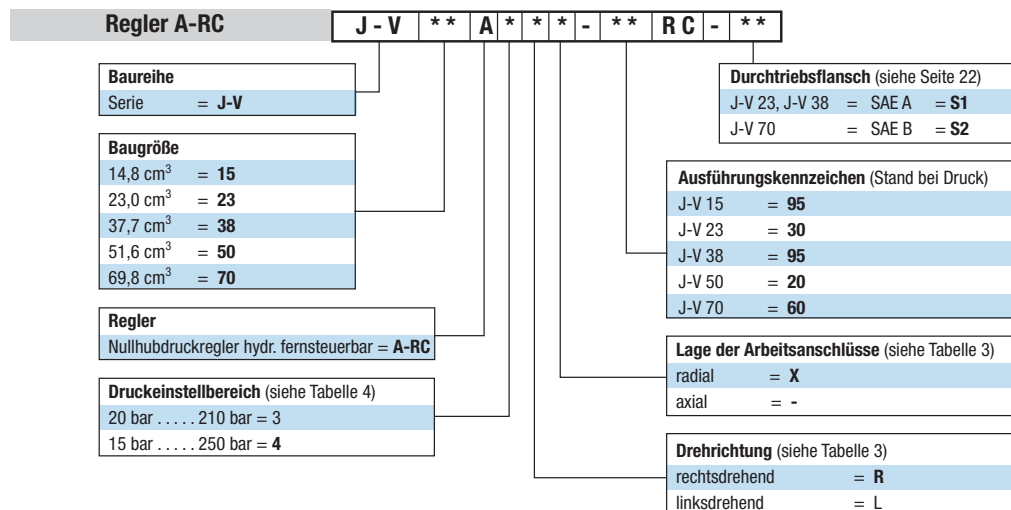 Regler A-RC
J - V * * A * * * - * * R C - * *
Baureihe
Serie = J-V
Baugröße
14,8 cm³ = 15
23,0 cm³ = 23
37,7 cm³ = 38
51,6 cm³ = 50
69,8 cm³ = 70
Regler
Nullhubdruckregler hydr. fernsteuerbar = A-RC
Druckeinstellbereich (siehe Tabelle 4)
20 bar . . . . . 210 bar = 3
15 bar . . . . . 250 bar = 4
Durchtriebsflansch (siehe Seite 22)
J-V 23, J-V 38 = SAE A = S1
J-V 70 = SAE B = S2
Ausführungskennzeichen (Stand bei Druck)
J-V 15 = 95
J-V 23 = 30
J-V 38 = 95
J-V 50 = 20
J-V 70 = 60
Lage der Arbeitsanschlüsse (siehe Tabelle 3)
radial = X
axial = -
Drehrichtung (siehe Tabelle 3)
rechtsdrehend = R
linksdrehend = L